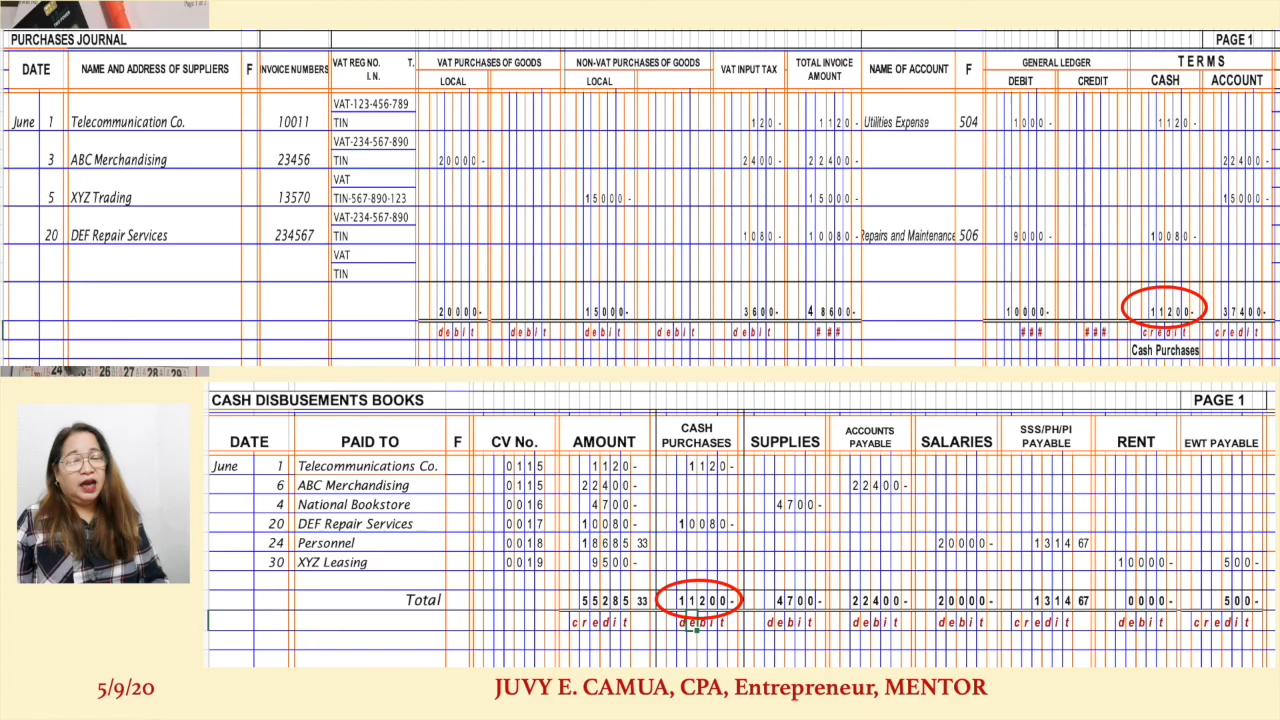 PURCHASES JOURNAL PAGE 1
DATE NAME AND ADDRESS OF SUPPLIERS F INVOICE NUMBERS VAT REG NO. T. I.N. VAT PURCHASES OF GOODS NON-VAT PURCHASES OF GOODS VAT INPUT TAX TOTAL INVOICE AMOUNT NAME OF ACCOUNT F GENERAL LEDGER TERMS
LOCAL LOCAL DEBIT CREDIT CASH ACCOUNT
VAT-123-456-789
June 1 Telecommunication Co. 10011 TIN 120- 1120- Utilities Expense 504 1000- 1120-
VAT-234-567-890
3 ABC Merchandising 23456 TIN 20000- 2400- 22400- 22400-
VAT
5 XYZ Trading 13570 TIN-567-890-123 15000- 15000- 15000-
VAT-234-567-890
20 DEF Repair Services 234567 TIN 1080- 10080- Repairs and Maintenance 506 9000- 10080-
VAT
TIN
20000- 15000- 3600- 48600- 10000- 11200- 37400-
debit debit debit debit debit ### ### ### credit credit
Cash Purchases
24 26 27 28 29
CASH DISBUSEMENTS BOOKS PAGE 1
DATE PAID TO F CV No. AMOUNT CASH PURCHASES SUPPLIES ACCOUNTS PAYABLE SALARIES SSS/PH/PI PAYABLE RENT EWT PAYABLE
June 1 Telecommunications Co. 0115 1120- 1120-
6 ABC Merchandising 0115 22400- 22400-
4 National Bookstore 0016 4700- 4700-
20 DEF Repair Services 0017 10080- 10080-
24 Personnel 0018 18685 33 20000- 1314 67
30 XYZ Leasing 0019 9500- 10000- 500-
Total 55285 33 11200- 4700- 22400- 20000- 1314 67 0000- 500-
credit debit debit debit debit credit debit credit
5/9/20 JUVY E. CAMUA, CPA, Entrepreneur, MENTOR